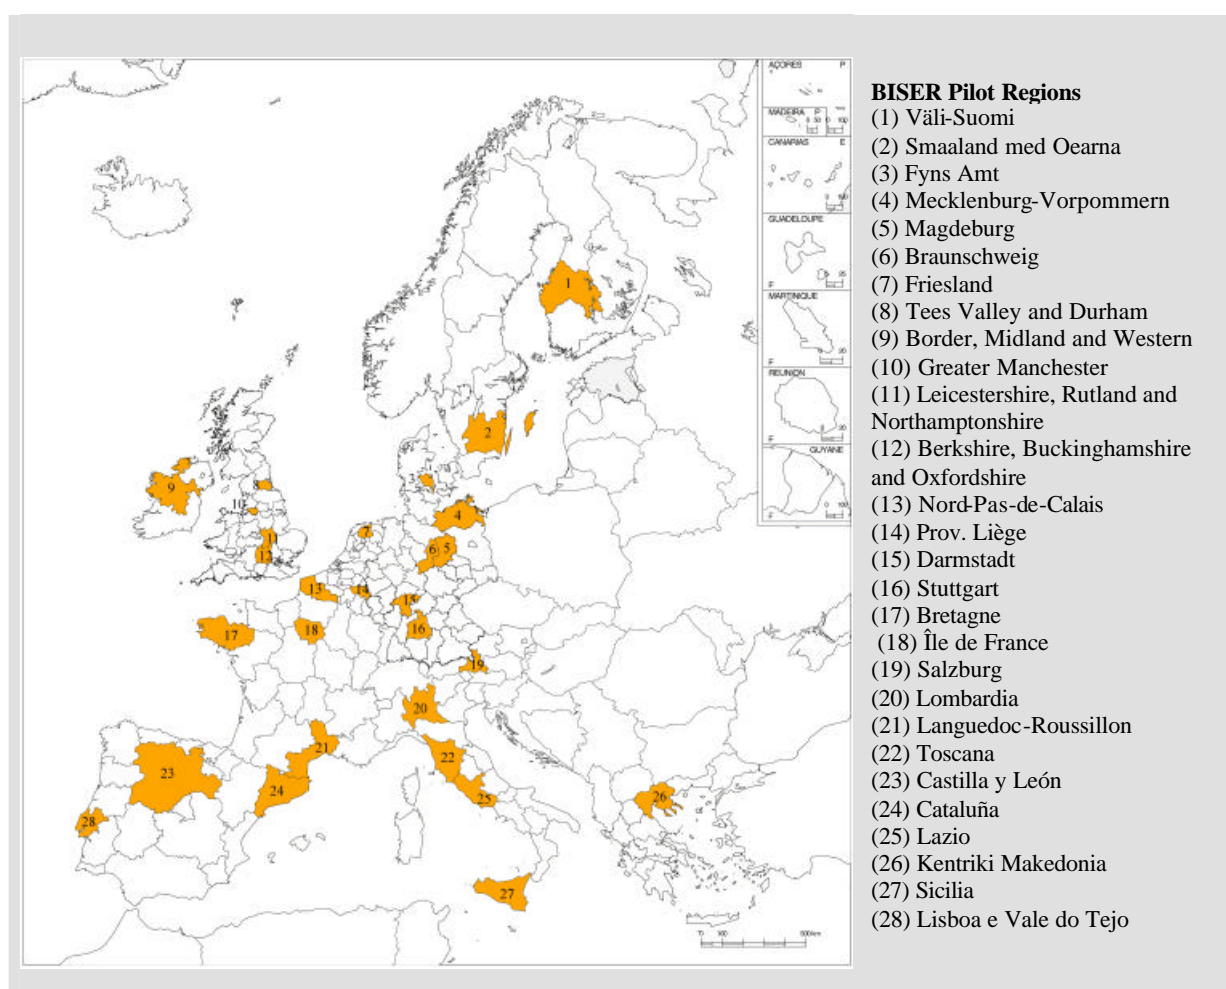 AÇORES P
MADEIRA P
CANARIAS E
GUADELOUPE
F
MARTINIQUE
F
REUNION
F
GUYANE
F
1
2
3
4
5
6
7
8
9
10
11
12
13
14
15
16
17
18
19
20
21
22
23
24
25
26
27
28
BISER Pilot Regions
(1) Väli-Suomi
(2) Smaaland med Oearna
(3) Fyns Amt
(4) Mecklenburg-Vorpommern
(5) Magdeburg
(6) Braunschweig
(7) Friesland
(8) Tees Valley and Durham
(9) Border, Midland and Western
(10) Greater Manchester
(11) Leicestershire, Rutland and
Northamptonshire
(12) Berkshire, Buckinghamshire
and Oxfordshire
(13) Nord-Pas-de-Calais
(14) Prov. Liège
(15) Darmstadt
(16) Stuttgart
(17) Bretagne
(18) Île de France
(19) Salzburg
(20) Lombardia
(21) Languedoc-Roussillon
(22) Toscana
(23) Castilla y León
(24) Cataluña
(25) Lazio
(26) Kentriki Makedonia
(27) Sicilia
(28) Lisboa e Vale do Tejo